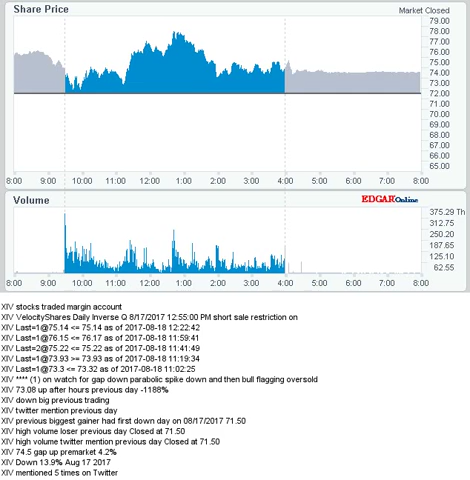 Share Price
Market Closed
79.00
78.00
77.00
76.00
75.00
74.00
73.00
72.00
71.00
70.00
69.00
68.00
67.00
66.00
65.00
8:00 9:00 10:00 11:00 12:00 1:00 2:00 3:00 4:00 5:00 6:00 7:00 8:00
Volume
EDGAR Online
375.29 Th
312.75
250.20
187.65
125.10
62.55
8:00 9:00 10:00 11:00 12:00 1:00 2:00 3:00 4:00 5:00 6:00 7:00 8:00
XIV stocks traded margin account
XIV VelocityShares Daily Inverse Q 8/17/2017 12:55:00 PM short sale restriction on
XIV Last=1@75.14 <= 75.14 as of 2017-08-18 12:22:42
XIV Last=1@76.15 <= 76.17 as of 2017-08-18 11:59:41
XIV Last=2@75.22 <= 75.22 as of 2017-08-18 11:41:49
XIV Last=1@73.93 >= 73.93 as of 2017-08-18 11:19:34
XIV Last=1@73.3 <= 73.32 as of 2017-08-18 11:02:25
XIV **** (1) on watch for gap down parabolic spike down and then bull flagging oversold
XIV 73.08 up after hours previous day -1188%
XIV down big previous trading
XIV twitter mention previous day
XIV previous biggest gainer had first down day on 08/17/2017 71.50
XIV high volume loser previous day Closed at 71.50
XIV high volume twitter mention previous day Closed at 71.50
XIV 74.5 gap up premarket 4.2%
XIV Down 13.9% Aug 17 2017
XIV mentioned 5 times on Twitter